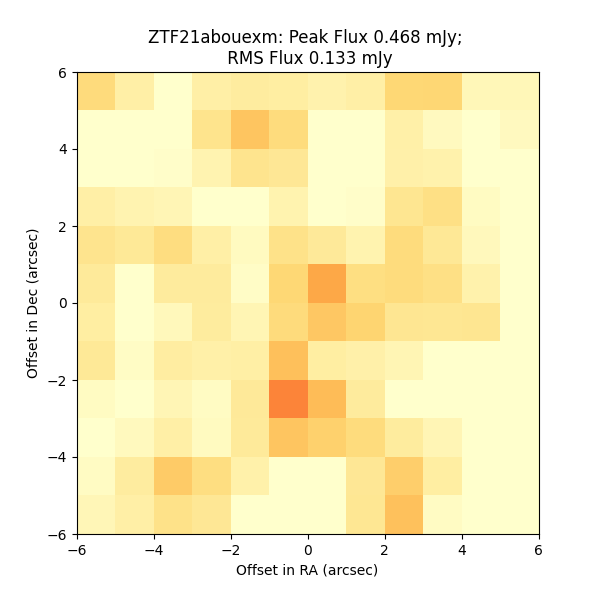 ZTF21abouexm: Peak Flux 0.468 mJy;
RMS Flux 0.133 mJy
6
4
2
0
−2
−4
−6
Offset in Dec (arcsec)
−6 −4 −2 0 2 4 6
Offset in RA (arcsec)